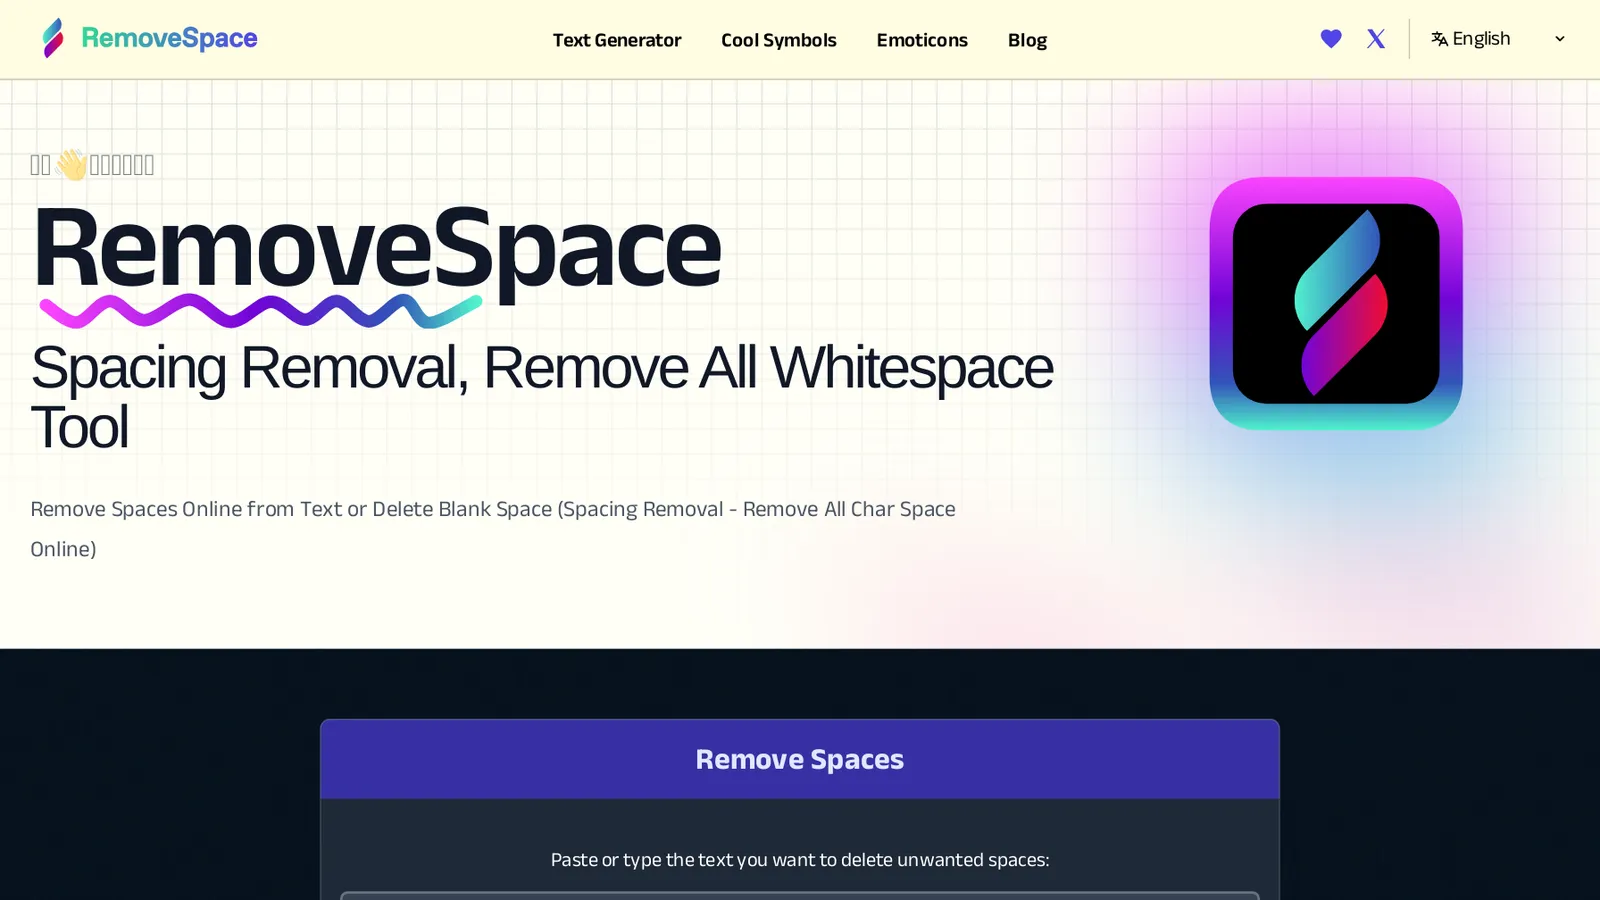 RemoveSpace
Text Generator
Cool Symbols
Emoticons
Blog
English
👋
RemoveSpace
Spacing Removal, Remove All Whitespace
Tool
Remove Spaces Online from Text or Delete Blank Space (Spacing Removal - Remove All Char Space
Online)
Remove Spaces
Paste or type the text you want to delete unwanted spaces: